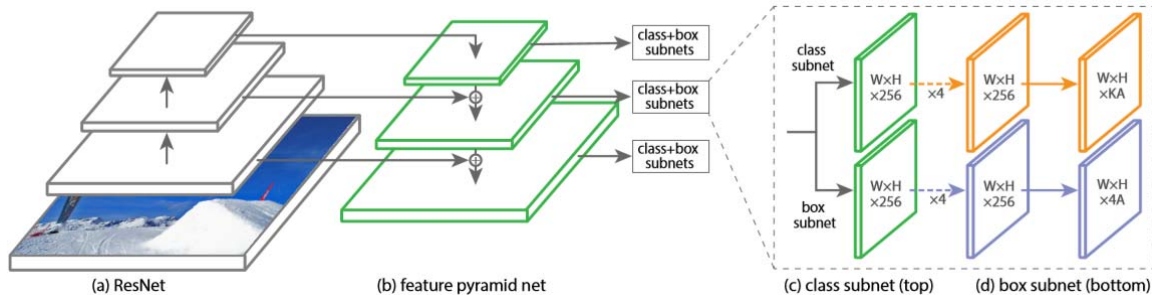 class+box
subnets
class+box
subnets
class+box
subnets
class
subnet
W×H
×256
×4
W×H
×256
W×H
×KA
W×H
×256
×4
W×H
×256
W×H
×4A
box
subnet
(a) ResNet
(b) feature pyramid net
(c) class subnet (top)
(d) box subnet (bottom)